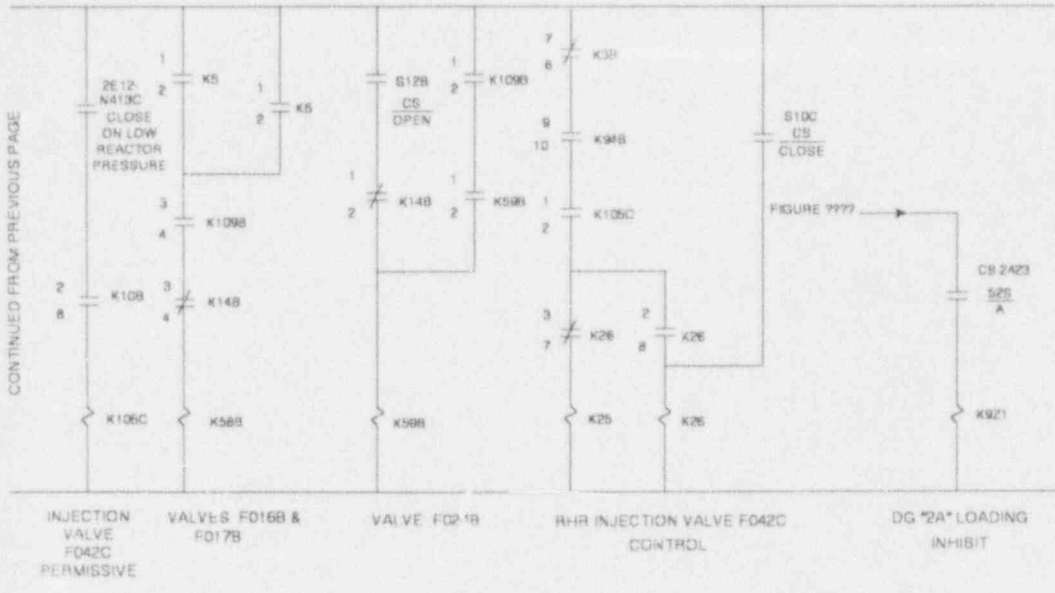 CONTINUED FROM PREVIOUS PAGE
2E12-
N413C
CLOSE
ON LOW
REACTOR
PRESSURE
2
8
K10B
K106C
INJECTION
VALVE
F042C
PERMISSIVE
1
2
K5
1
2
K6
3
4
K109B
3
4
K14B
K58B
VALVES F016B &
F017B
S12B
CS
OPEN
1
2
K109B
1
2
K14B
1
2
K59B
K59B
VALVE F021B
7
8
9
10
K94B
1
2
K105C
3
7
K26
2
8
K26
K25
K26
RHR INJECTION VALVE F042C
CONTROL
S10C
CS
CLOSE
FIGURE ????
CB 2423
52S
A
DG "2A" LOADING
INHIBIT